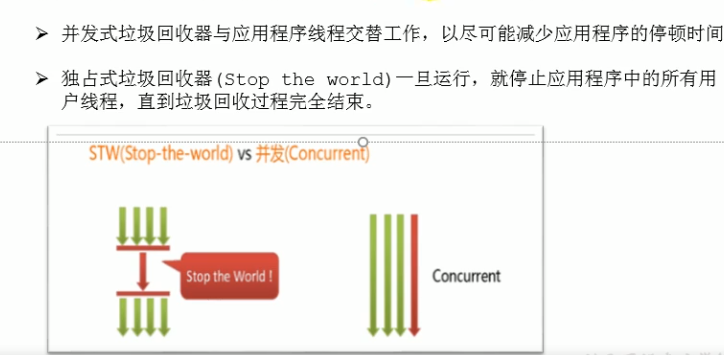 ➢ 并发式垃圾回收器与应用程序线程交替工作，以尽可能减少应用程序的停顿时间
➢ 独占式垃圾回收器(Stop the world)一旦运行，就停止应用程序中的所有用
户线程，直到垃圾回收过程完全结束。
STW(Stop-the-world) vs 并发(Concurrent)
Stop the World !
Concurrent